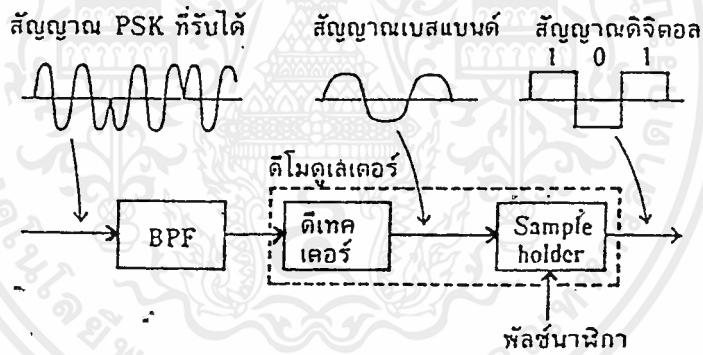 สัญญาณ PSK ที่รับได้
สัญญาณเบสแบนด์
สัญญาณดิจิตอล
1 0 1
ดีโมดูเลเตอร์
BPF
ดีเทค
เตอร์
Sample
holder
พัลซ์นาฬิกา